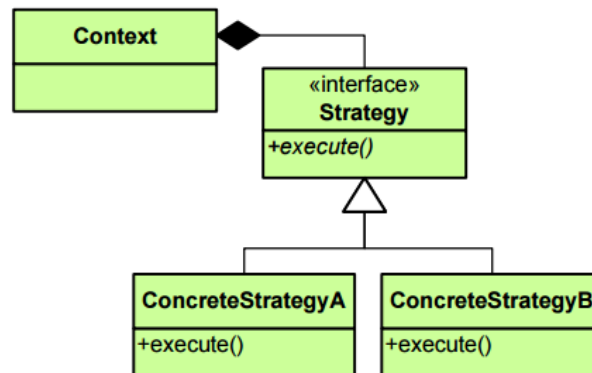 Context
«interface»
Strategy
+execute()
ConcreteStrategyA
+execute()
ConcreteStrategyB
+execute()